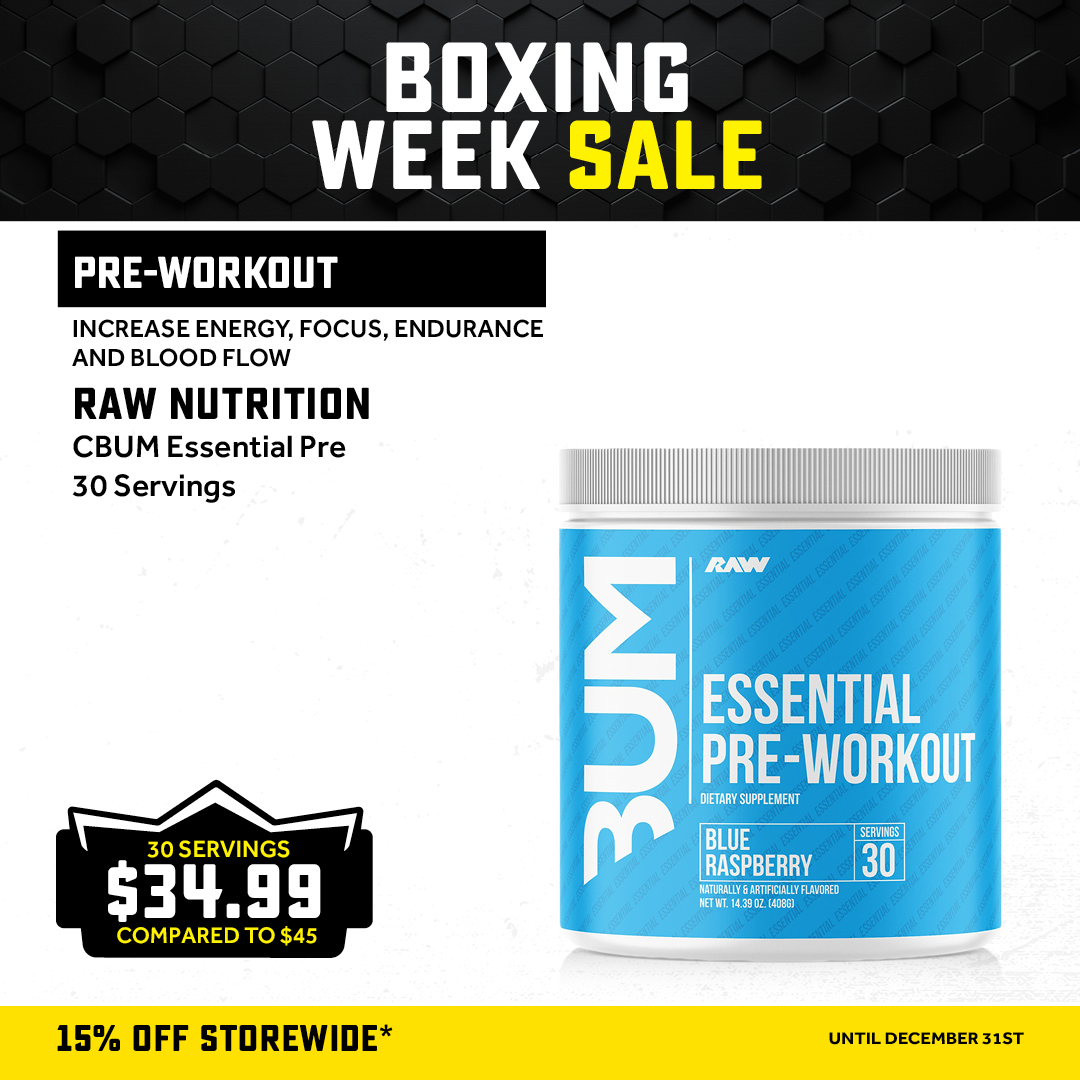 BOXING
WEEK SALE
PRE-WORKOUT
INCREASE ENERGY, FOCUS, ENDURANCE
AND BLOOD FLOW
RAW NUTRITION
CBUM Essential Pre
30 Servings
RAW
BUM
ESSENTIAL
PRE-WORKOUT
DIETARY SUPPLEMENT
BLUE
RASPBERRY
SERVINGS
30
NATURALLY & ARTIFICIALLY FLAVORED
NET WT. 14.39 OZ. (408G)
30 SERVINGS
$34.99
COMPARED TO $45
15% OFF STOREWIDE*
UNTIL DECEMBER 31ST